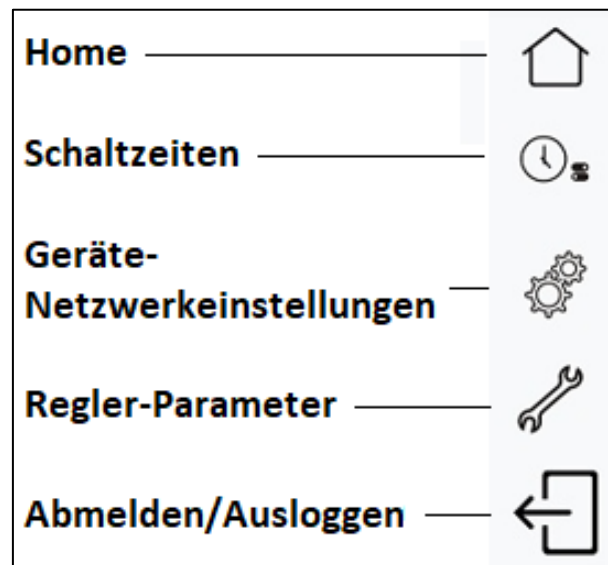 Home
Schaltzeiten
Geräte-
Netzwerkeinstellungen
Regler-Parameter
Abmelden/Ausloggen